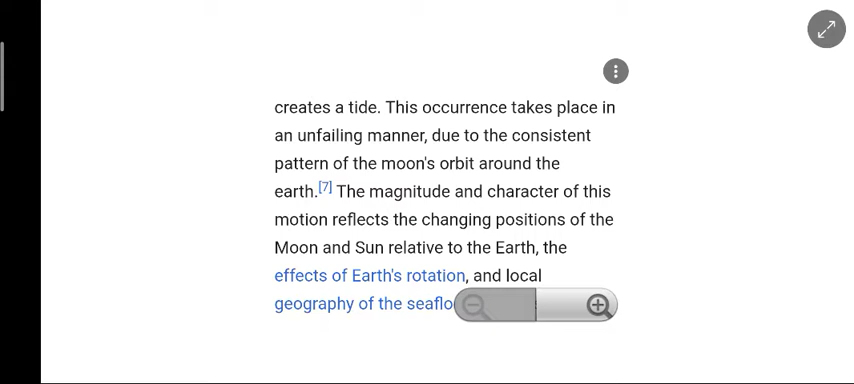 creates a tide. This occurrence takes place in
an unfailing manner, due to the consistent
pattern of the moon's orbit around the
earth.[7] The magnitude and character of this
motion reflects the changing positions of the
Moon and Sun relative to the Earth, the
effects of Earth's rotation, and local
geography of the